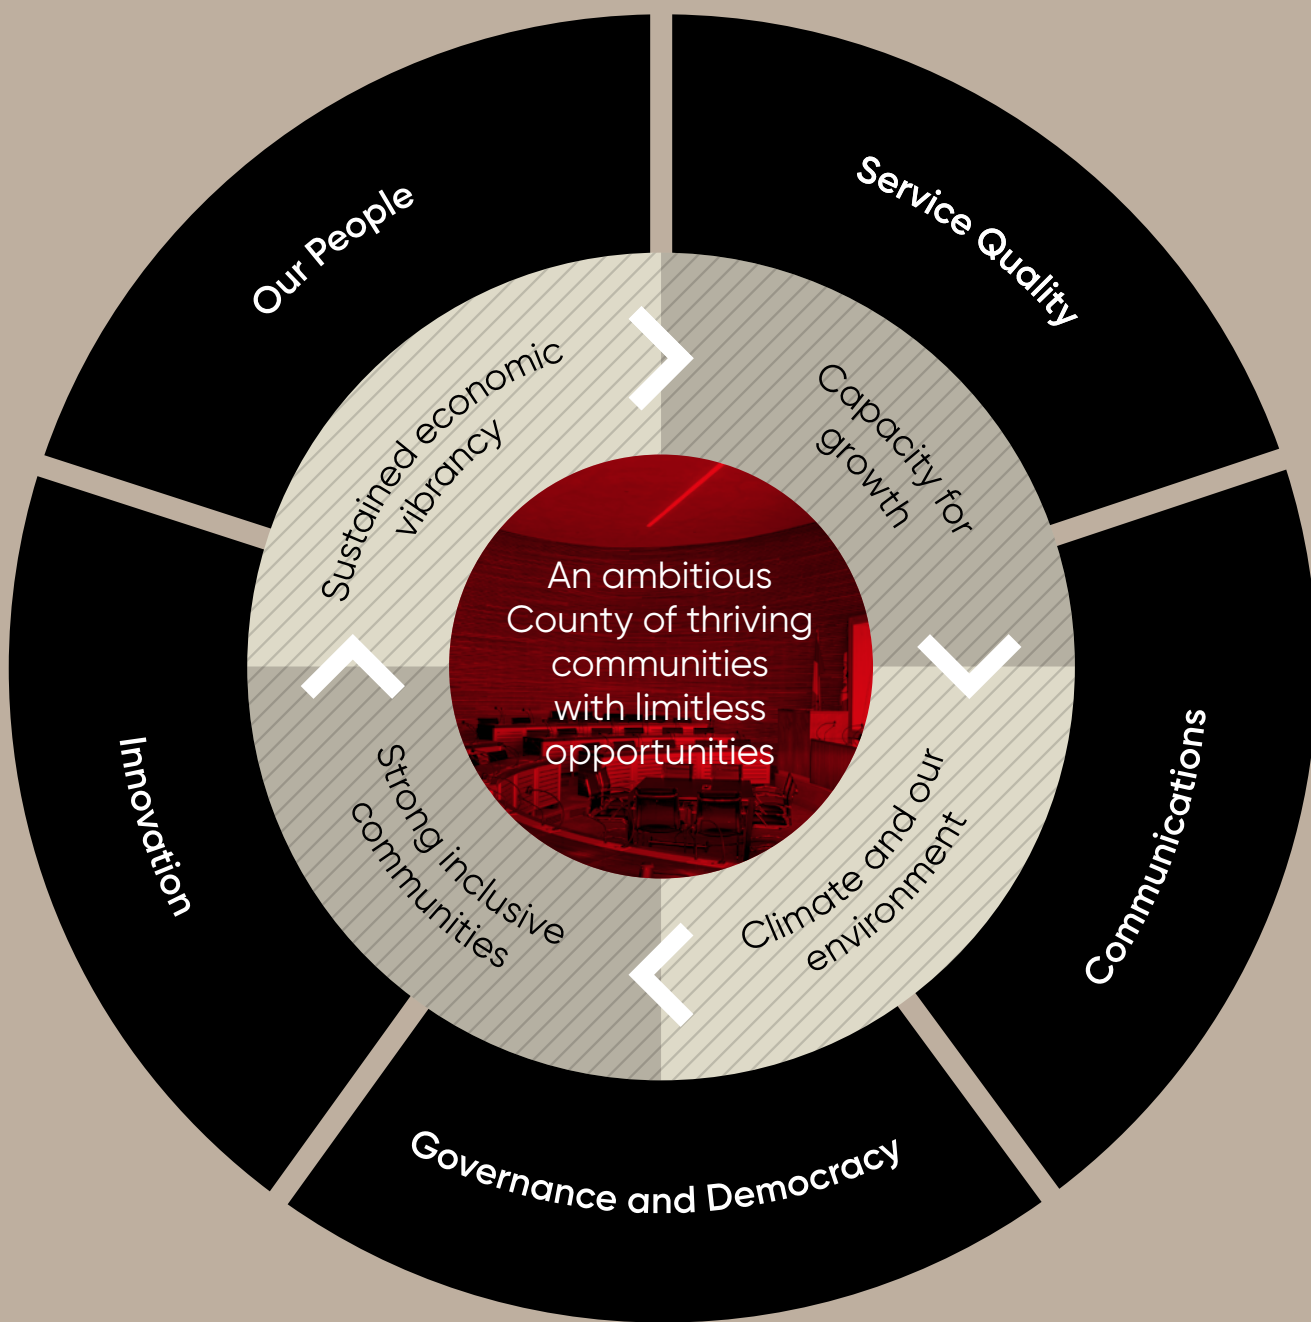 Our People
Service Quality
Sustained economic
vibrancy
Capacity for
growth
An ambitious
County of thriving
communities
with limitless
opportunities
Innovation
Communications
Strong inclusive
communities
Climate and our
environment
Governance and Democracy